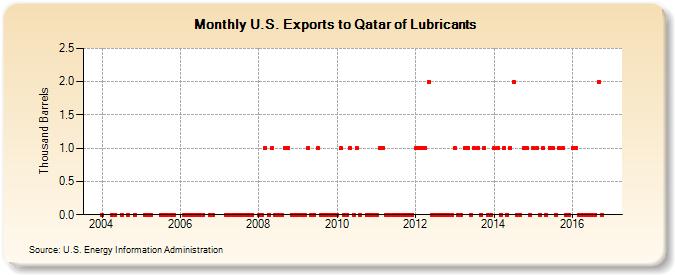 Monthly U.S. Exports to Qatar of Lubricants
Thousand Barrels
2.5
2.0
1.5
1.0
0.5
0.0
2004 2006 2008 2010 2012 2014 2016
Source: U.S. Energy Information Administration